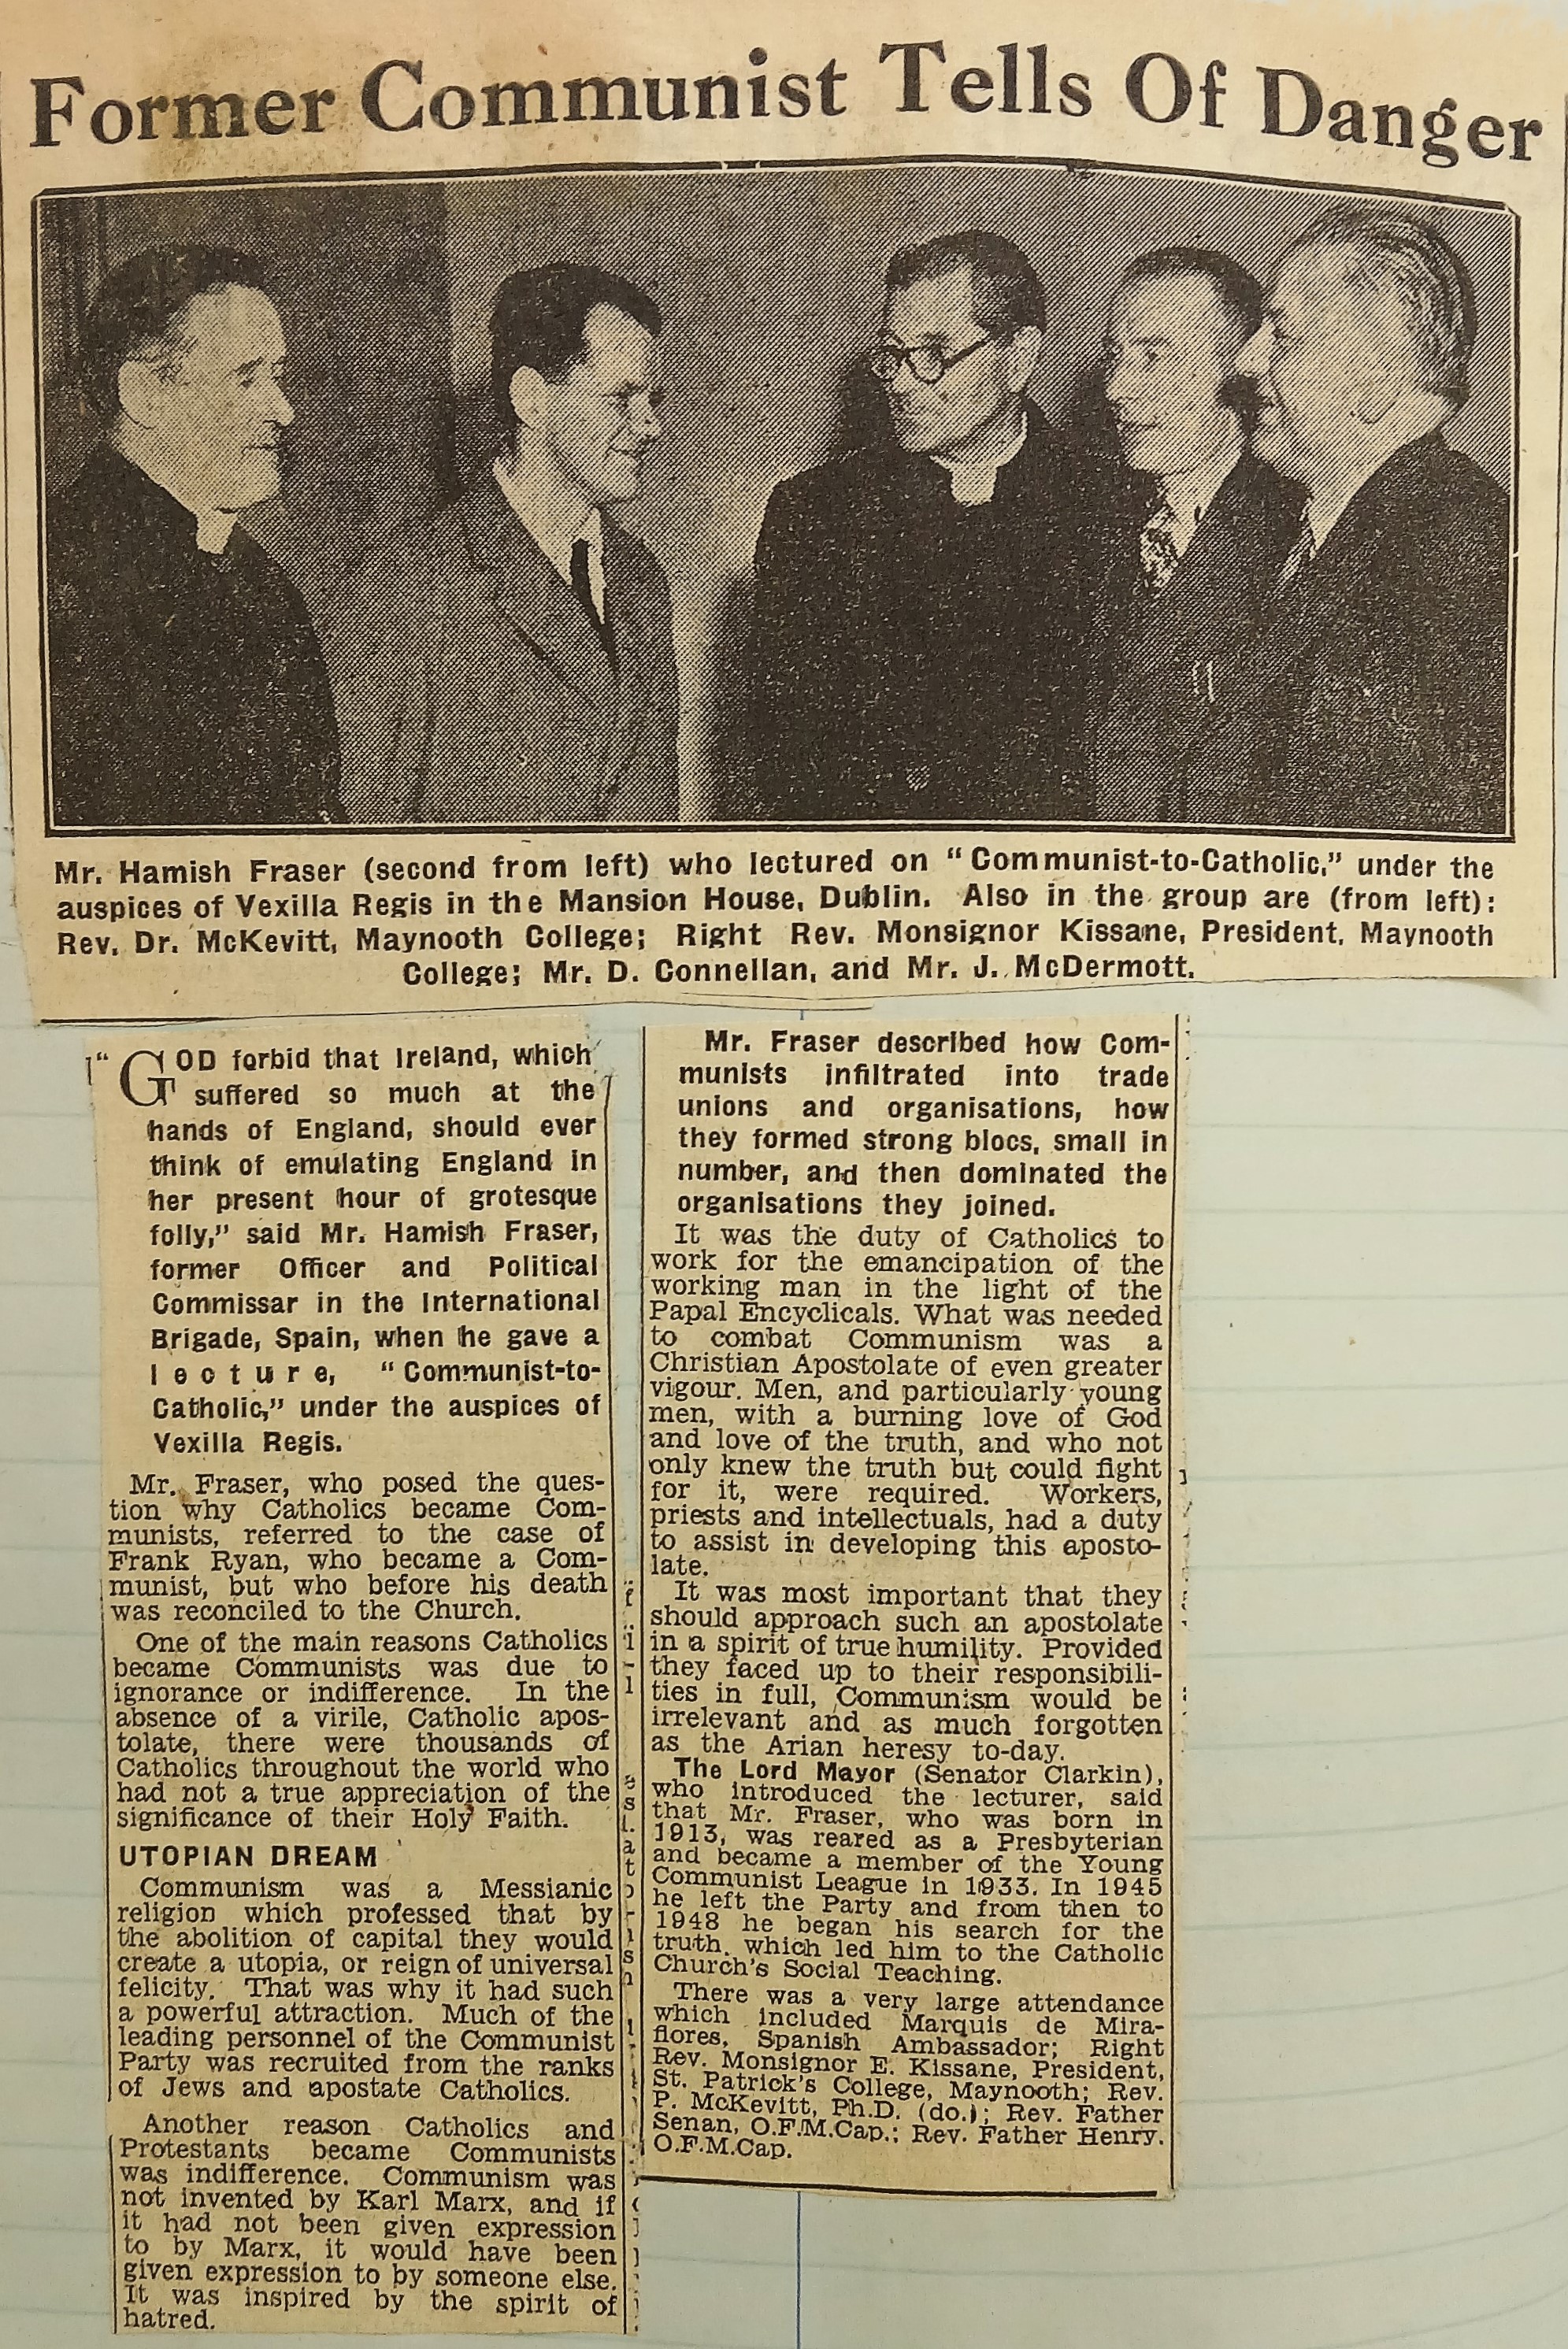 Former Communist Tells Of Danger
Mr. Hamish Fraser (second from left) who lectured on "Communist-to-Catholic," under the
auspices of Vexilla Regis in the Mansion House, Dublin. Also in the group are (from left):
Rev. Dr. McKevitt, Maynooth College; Right Rev. Monsignor Kissane, President, Maynooth
College; Mr. D. Connellan, and Mr. J. McDermott.
"GOD forbid that Ireland, which
suffered so much at the
hands of England, should ever
think of emulating England in
her present hour of grotesque
folly," said Mr. Hamish Fraser,
former Officer and Political
Commissar in the International
Brigade, Spain, when he gave a
lecture, "Communist-to-
Catholic," under the auspices of
Vexilla Regis.
Mr. Fraser, who posed the ques-
tion why Catholics became Com-
munists, referred to the case of
Frank Ryan, who became a Com-
munist, but who before his death
was reconciled to the Church.
One of the main reasons Catholics
became Communists was due to
ignorance or indifference. In the
absence of a virile, Catholic apos-
tolate, there were thousands of
Catholics throughout the world who
had not a true appreciation of the
significance of their Holy Faith.
UTOPIAN DREAM
Communism was a Messianic
religion which professed that by
the abolition of capital they would
create a utopia, or reign of universal
felicity. That was why it had such
a powerful attraction. Much of the
leading personnel of the Communist
Party was recruited from the ranks
of Jews and apostate Catholics.
Another reason Catholics and
Protestants became Communists
was indifference. Communism was
not invented by Karl Marx, and if
it had not been given expression
to by Marx, it would have been
given expression to by someone else.
It was inspired by the spirit of
hatred.
Mr. Fraser described how Com-
munists infiltrated into trade
unions and organisations, how
they formed strong blocs, small in
number, and then dominated the
organisations they joined.
It was the duty of Catholics to
work for the emancipation of the
working man in the light of the
Papal Encyclicals. What was needed
to combat Communism was a
Christian Apostolate of even greater
vigour. Men, and particularly young
men, with a burning love of God
and love of the truth, and who not
only knew the truth but could fight
for it, were required. Workers,
priests and intellectuals, had a duty
to assist in developing this aposto-
late.
It was most important that they
should approach such an apostolate
in a spirit of true humility. Provided
they faced up to their responsibili-
ties in full, Communism would be
irrelevant and as much forgotten
as the Arian heresy to-day.
The Lord Mayor (Senator Clarkin),
who introduced the lecturer, said
that Mr. Fraser, who was born in
1913, was reared as a Presbyterian
and became a member of the Young
Communist League in 1933. In 1945
he left the Party and from then to
1948 he began his search for the
truth, which led him to the Catholic
Church's Social Teaching.
There was a very large attendance
which included Marquis de Mira-
flores, Spanish Ambassador; Right
Rev. Monsignor E. Kissane, President,
St. Patrick's College, Maynooth; Rev.
P. McKevitt, Ph.D. (do.); Rev. Father
Senan, O.F.M.Cap.; Rev. Father Henry.
O.F.M.Cap.